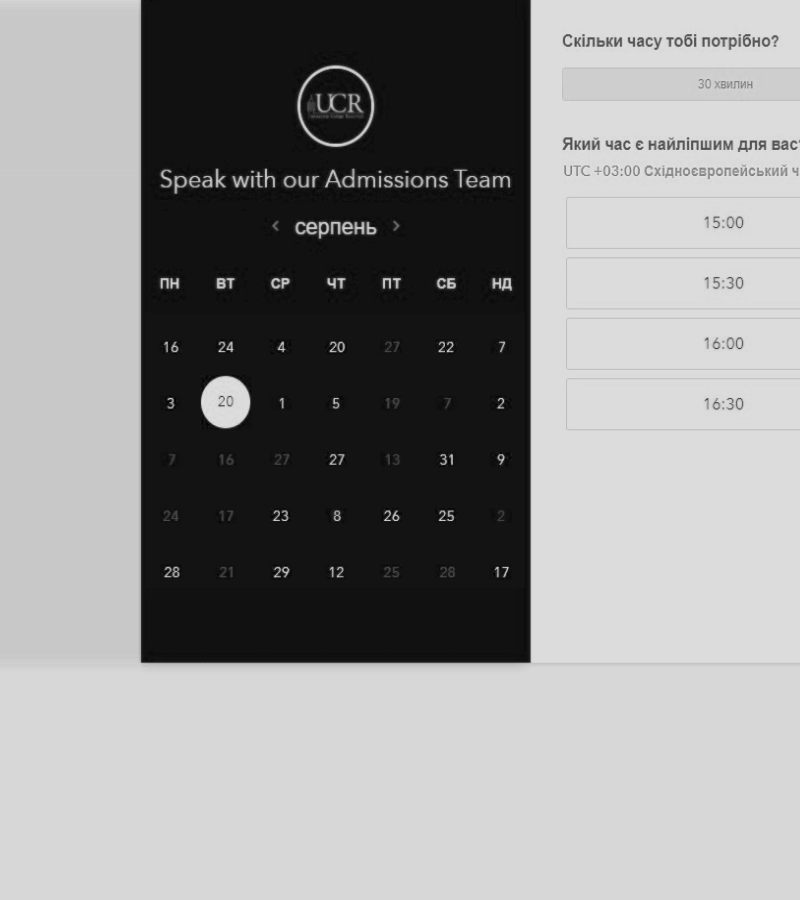 Скільки часу тобі потрібно?
30 хвилин
Який час є найліпшим для вас?
UTC +03:00 Східноєвропейський ч
15:00
15:30
16:00
16:30
UCR
Speak with our Admissions Team
серпень
ПН ВТ СР ЧТ ПТ СБ НД
16 24 4 20 27 22 7
3 20 1 5 19 7 2
7 16 27 27 13 31 9
24 17 23 8 26 25 2
28 21 29 12 25 28 17